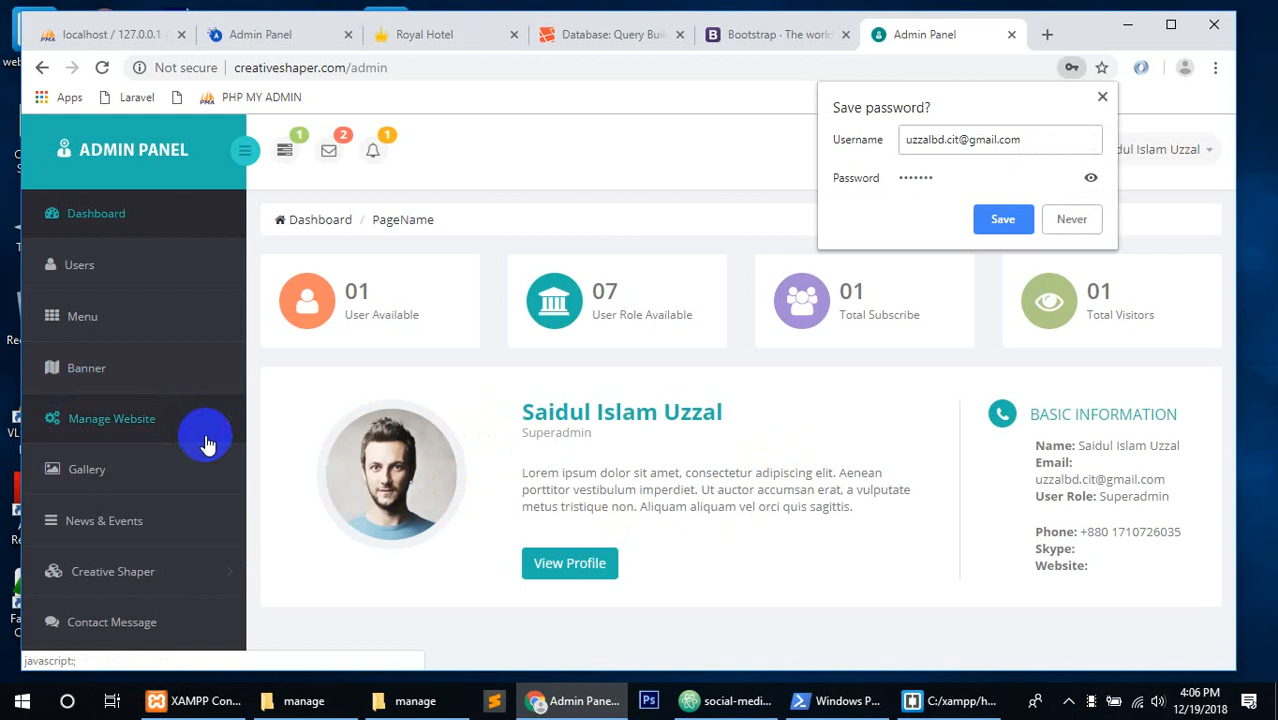 localhost / 127.0.0.1
Admin Panel
Royal Hotel
Database: Query Buil
Bootstrap · The world
Admin Panel
Not secure
creativeshaper.com/admin
Apps
Laravel
PHP MY ADMIN
Save password?
Username
uzzalbd.cit@gmail.com
Password
•••••••
Save
Never
ADMIN PANEL
1
2
1
dul Islam Uzzal
Dashboard
Users
Menu
Banner
Manage Website
Gallery
News & Events
Creative Shaper
Contact Message
javascript:;
Dashboard
PageName
01
User Available
07
User Role Available
01
Total Subscribe
01
Total Visitors
Saidul Islam Uzzal
Superadmin
Lorem ipsum dolor sit amet, consectetur adipiscing elit. Aenean
porttitor vestibulum imperdiet. Ut auctor accumsan erat, a vulputate
metus tristique non. Aliquam aliquam vel orci quis sagittis.
View Profile
BASIC INFORMATION
Name: Saidul Islam Uzzal
Email:
uzzalbd.cit@gmail.com
User Role: Superadmin
Phone: +880 1710726035
Skype:
Website:
XAMPP Con...
manage
manage
Admin Pane...
Ps
social-medi...
Windows P...
C:/xampp/h...
4:06 PM
12/19/2018